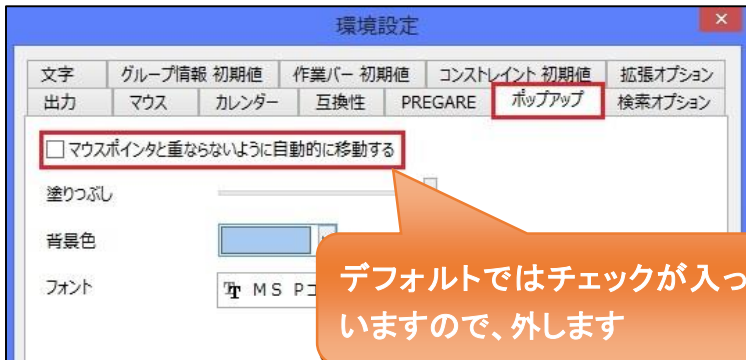 環境設定
文字 グループ情報 初期値 作業バー 初期値 コンストレイント 初期値 拡張オプション
出力 マウス カレンダー 互換性 PREGARE ポップアップ 検索オプション
マウスポインタと重ならないように自動的に移動する
塗りつぶし
背景色
フォント MS P
デフォルトではチェックが入っ
いますので、外します